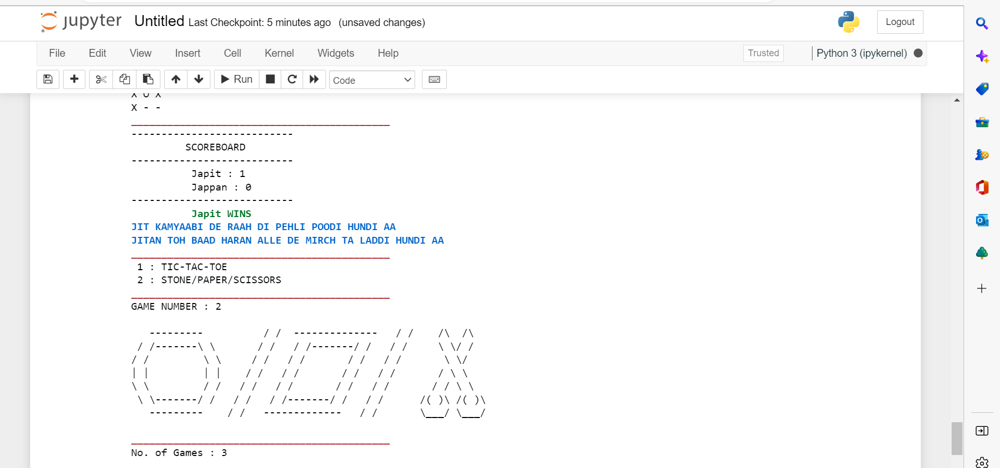 jupyter Untitled Last Checkpoint: 5 minutes ago (unsaved changes) Logout
File Edit View Insert Cell Kernel Widgets Help Trusted Python 3 (ipykernel)
Run Code
X - -
---------------------------
SCOREBOARD
---------------------------
Japit : 1
Jappan : 0
---------------------------
Japit WINS
JIT KAMYAABI DE RAAH DI PEHLI POODI HUNDI AA
JITAN TOH BAAD HARAN ALLE DE MIRCH TA LADDI HUNDI AA
1 : TIC-TAC-TOE
2 : STONE/PAPER/SCISSORS
GAME NUMBER : 2
No. of Games : 3